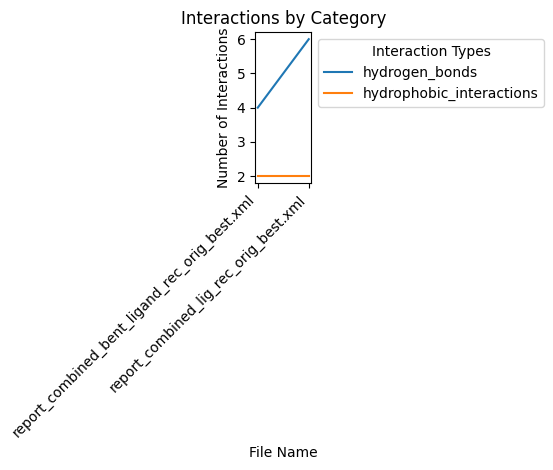 Interactions by Category
Number of Interactions
6
5
4
3
2
Interaction Types
hydrogen_bonds
hydrophobic_interactions
report_combined_bent_ligand_rec_orig_best.xml
report_combined_lig_rec_orig_best.xml
File Name